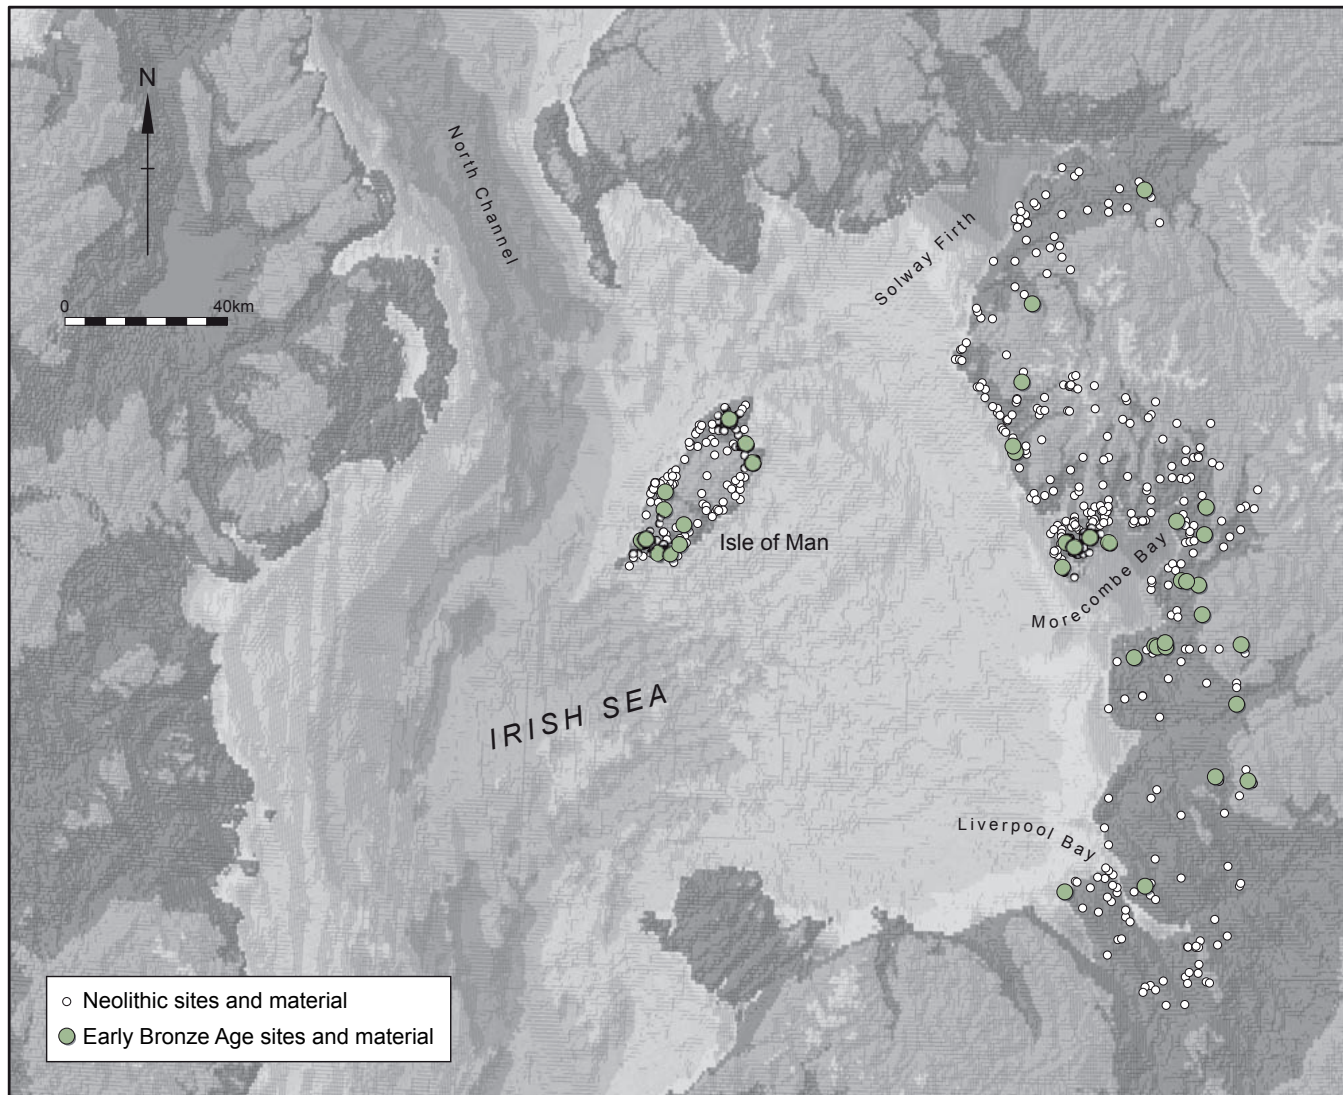 N
North Channel
Solway Firth
0 40km
Isle of Man
Morecombe Bay
IRISH SEA
Liverpool Bay
Neolithic sites and material
Early Bronze Age sites and material